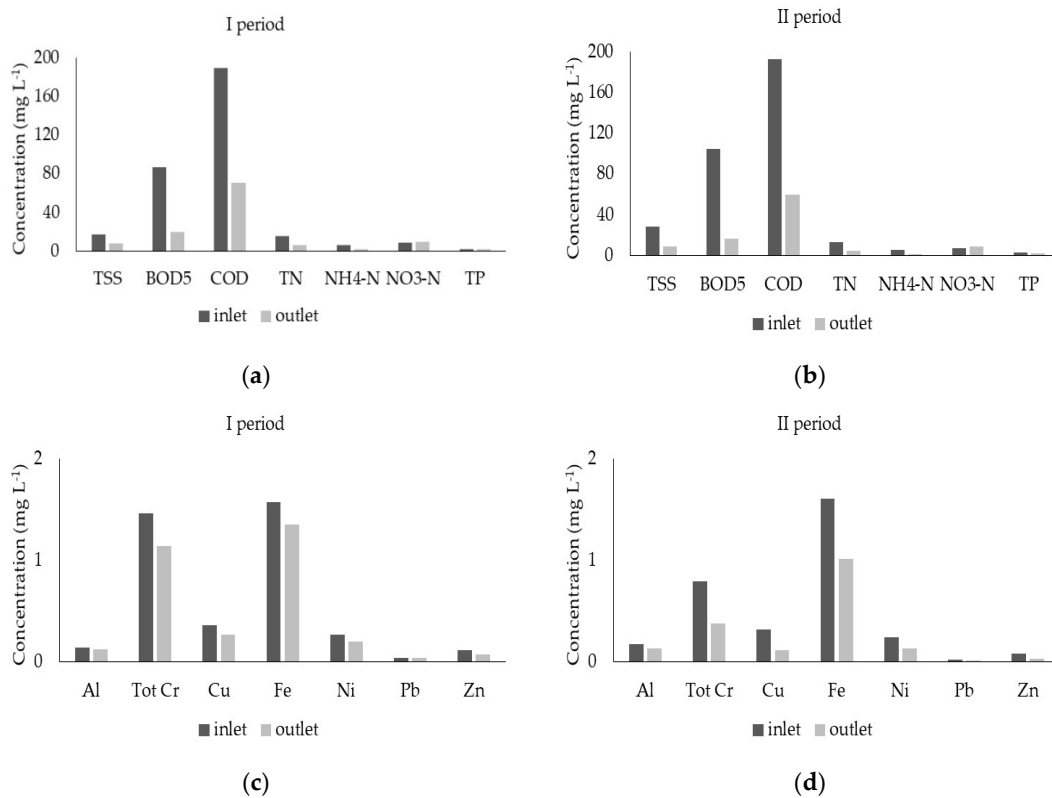 I period
Concentration (mg L⁻¹)
200
160
120
80
40
0
TSS BOD5 COD TN NH4-N NO3-N TP
inlet outlet
(a)
II period
Concentration (mg L⁻¹)
200
160
120
80
40
0
TSS BOD5 COD TN NH4-N NO3-N TP
inlet outlet
(b)
I period
Concentration (mg L⁻¹)
2
1
0
Al Tot Cr Cu Fe Ni Pb Zn
inlet outlet
(c)
II period
Concentration (mg L⁻¹)
2
1
0
Al Tot Cr Cu Fe Ni Pb Zn
inlet outlet
(d)